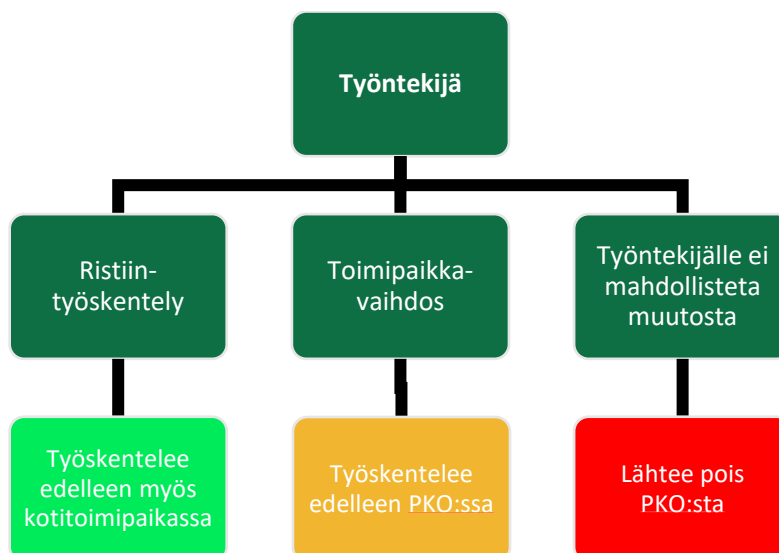 Työntekijä
Ristiin-
työskentely
Toimipaikka-
vaihdos
Työntekijälle ei
mahdollisteta
muutosta
Työskentelee
edelleen myös
kotitoimipaikassa
Työskentelee
edelleen PKO:ssa
Lähtee pois
PKO:sta